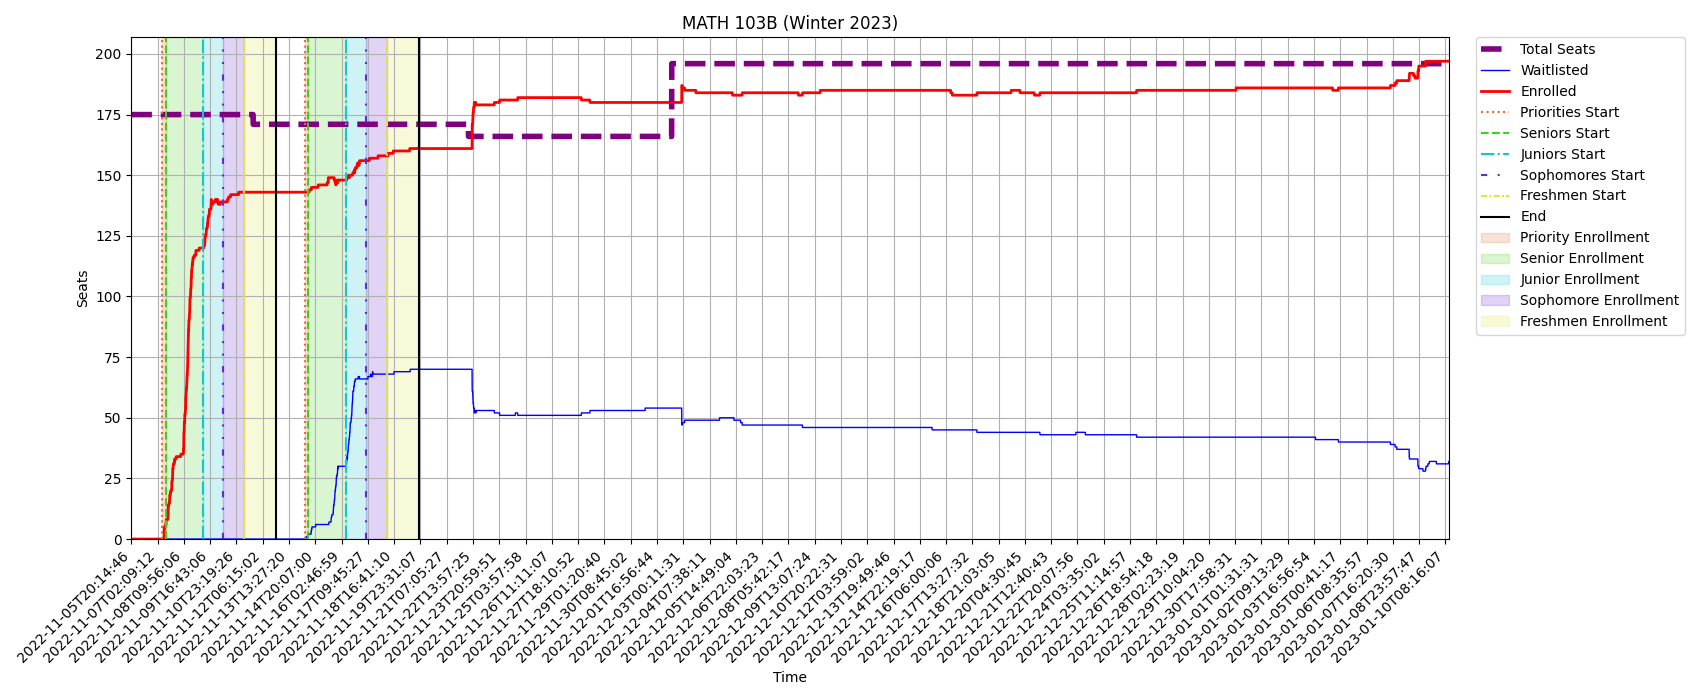 MATH 103B (Winter 2023)
Seats
200
175
150
125
100
75
50
25
0
2022-11-05T20:14:46
2022-11-07T02:09:12
2022-11-08T09:56:06
2022-11-09T16:43:06
2022-11-10T23:19:26
2022-11-12T06:15:02
2022-11-13T13:27:20
2022-11-14T20:07:00
2022-11-16T02:46:59
2022-11-17T09:45:27
2022-11-18T16:41:10
2022-11-19T23:31:07
2022-11-21T07:05:27
2022-11-22T13:57:25
2022-11-23T20:59:51
2022-11-25T03:57:58
2022-11-26T11:11:07
2022-11-27T18:10:52
2022-11-29T01:20:40
2022-11-30T08:45:02
2022-12-01T16:56:44
2022-12-03T00:11:31
2022-12-04T07:38:11
2022-12-05T14:49:04
2022-12-06T22:03:23
2022-12-08T05:42:17
2022-12-09T13:07:24
2022-12-10T20:22:31
2022-12-12T03:59:02
2022-12-13T19:49:46
2022-12-14T22:19:17
2022-12-16T06:00:06
2022-12-17T13:27:32
2022-12-18T21:03:05
2022-12-20T04:30:45
2022-12-21T12:40:43
2022-12-22T20:07:56
2022-12-24T03:35:02
2022-12-25T11:14:57
2022-12-26T18:54:18
2022-12-28T02:23:19
2022-12-29T10:04:20
2022-12-30T17:58:31
2023-01-01T01:31:31
2023-01-02T09:13:29
2023-01-03T16:56:54
2023-01-05T00:41:17
2023-01-06T08:35:57
2023-01-07T16:20:30
2023-01-08T23:57:47
2023-01-10T08:16:07
Time
Total Seats
Waitlisted
Enrolled
Priorities Start
Seniors Start
Juniors Start
Sophomores Start
Freshmen Start
End
Priority Enrollment
Senior Enrollment
Junior Enrollment
Sophomore Enrollment
Freshmen Enrollment